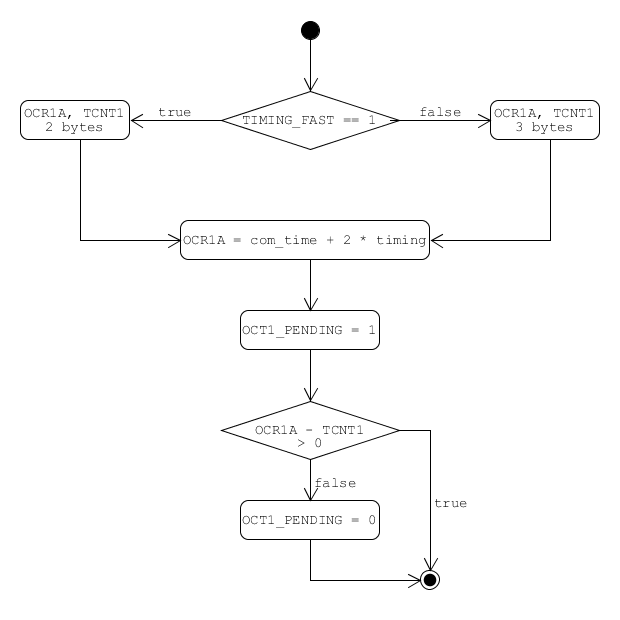 true
TIMING_FAST == 1
false
OCR1A, TCNT1
2 bytes
OCR1A, TCNT1
3 bytes
OCR1A = com_time + 2 * timing
OCT1_PENDING = 1
OCR1A - TCNT1
> 0
false
true
OCT1_PENDING = 0